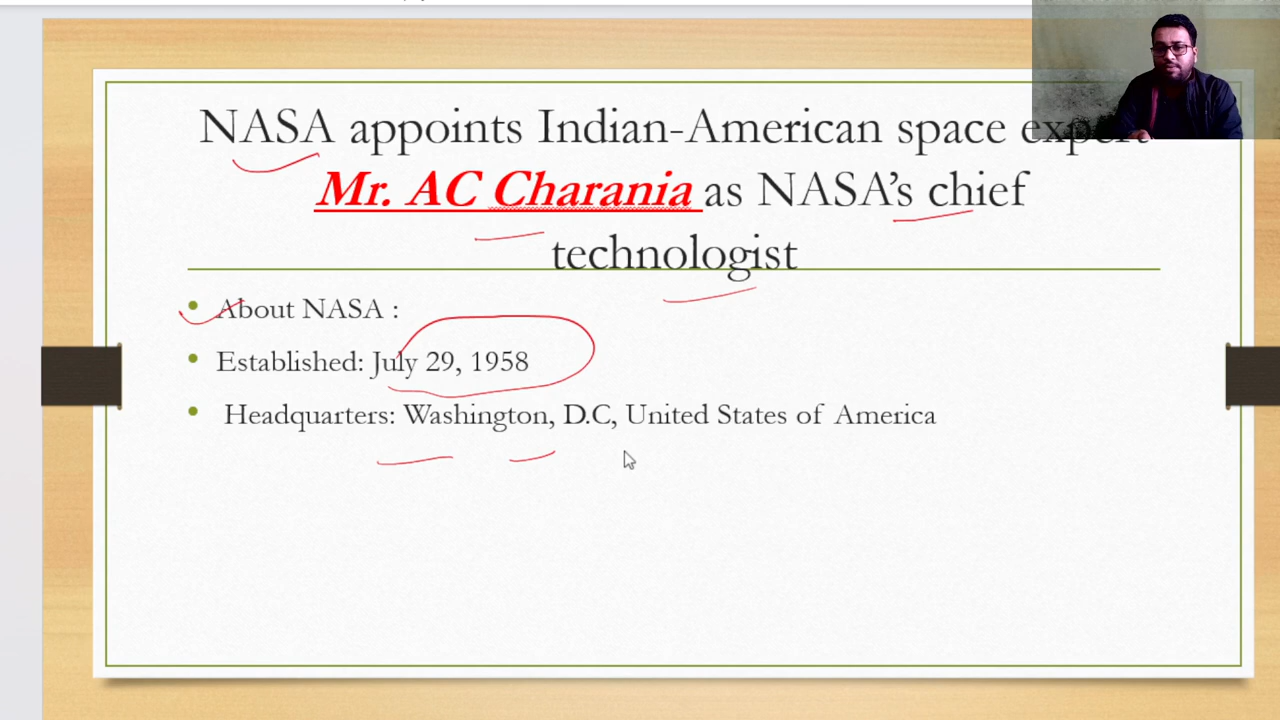 NASA appoints Indian-American space expert
Mr. AC Charania as NASA's chief
technologist
About NASA :
Established: July 29, 1958
Headquarters: Washington, D.C, United States of America